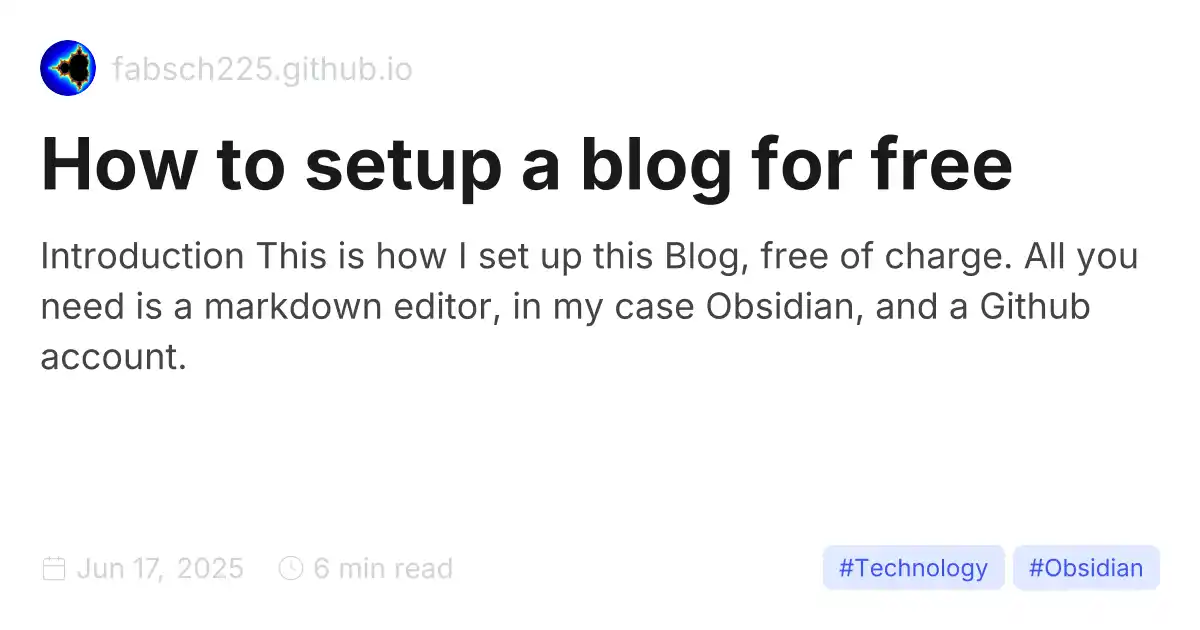 fabsch225.github.io
How to setup a blog for free
Introduction This is how I set up this Blog, free of charge. All you
need is a markdown editor, in my case Obsidian, and a Github
account.
Jun 17, 2025 6 min read #Technology #Obsidian